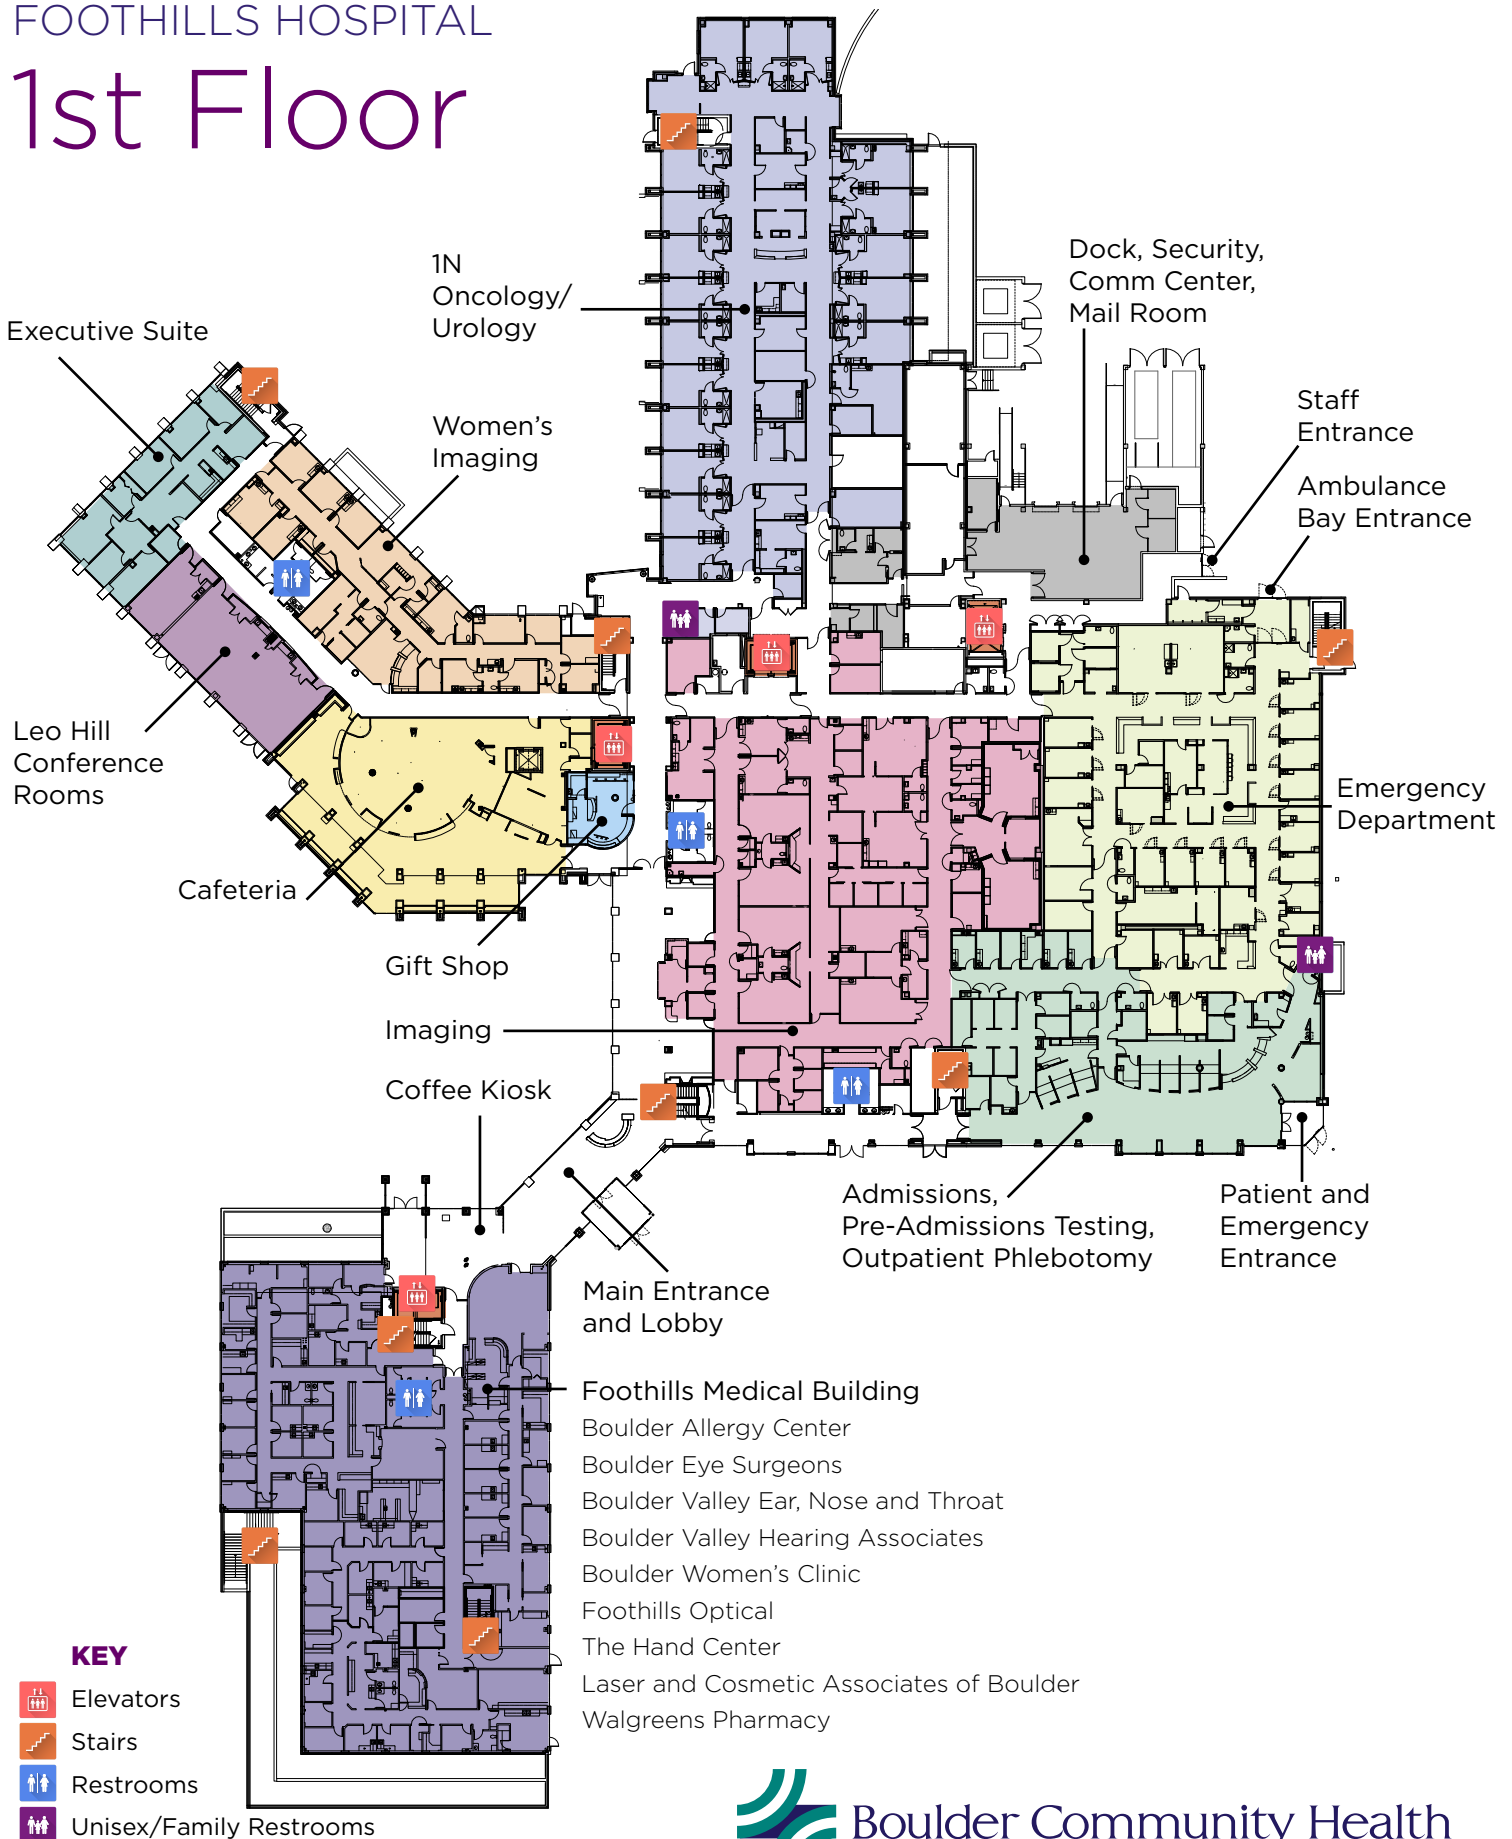 FOOTHILLS HOSPITAL
1st Floor
1N
Oncology/
Urology
Dock, Security,
Comm Center,
Mail Room
Executive Suite
Women's
Imaging
Staff
Entrance
Ambulance
Bay Entrance
Leo Hill
Conference
Rooms
Emergency
Department
Cafeteria
Gift Shop
Imaging
Coffee Kiosk
Admissions,
Pre-Admissions Testing,
Outpatient Phlebotomy
Patient and
Emergency
Entrance
Main Entrance
and Lobby
Foothills Medical Building
Boulder Allergy Center
Boulder Eye Surgeons
Boulder Valley Ear, Nose and Throat
Boulder Valley Hearing Associates
Boulder Women's Clinic
Foothills Optical
The Hand Center
Laser and Cosmetic Associates of Boulder
Walgreens Pharmacy
KEY
Elevators
Stairs
Restrooms
Unisex/Family Restrooms
Boulder Community Health